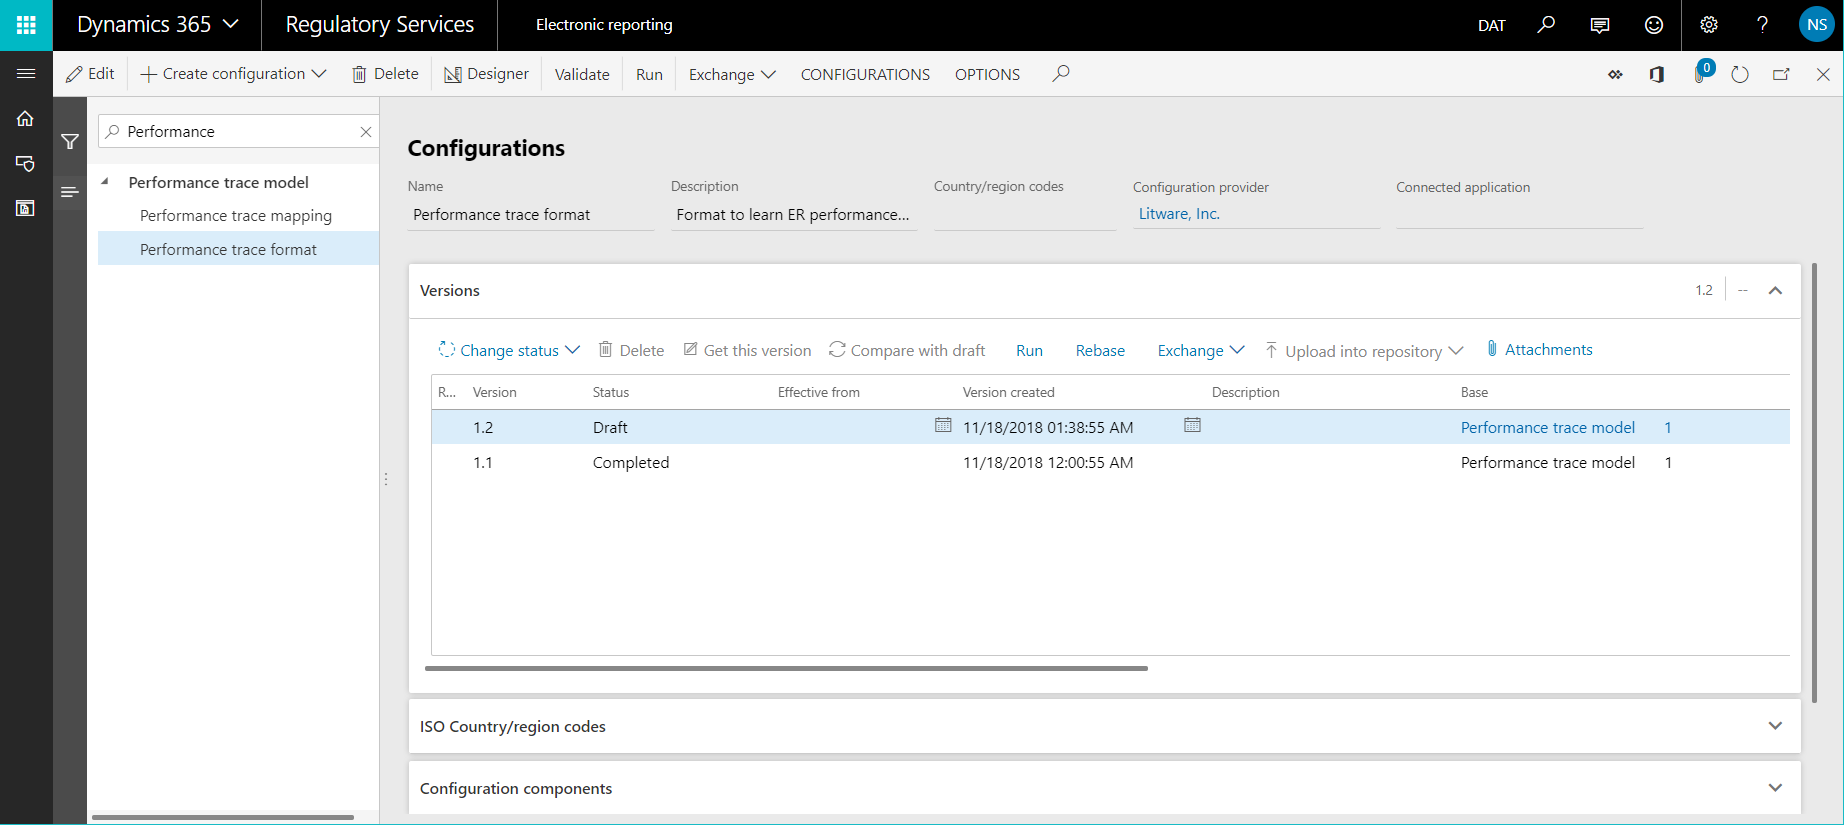 Dynamics 365 Regulatory Services Electronic reporting DAT ? NS
Edit Create configuration Delete Designer Validate Run Exchange CONFIGURATIONS OPTIONS 0
Performance
Performance trace model
Performance trace mapping
Performance trace format
Configurations
Name Description Country/region codes Configuration provider Connected application
Performance trace format Format to learn ER performance... Litware, Inc.
Versions 1.2 --
Change status Delete Get this version Compare with draft Run Rebase Exchange Upload into repository Attachments
R... Version Status Effective from Version created Description Base
1.2 Draft 11/18/2018 01:38:55 AM Performance trace model 1
1.1 Completed 11/18/2018 12:00:55 AM Performance trace model 1
ISO Country/region codes
Configuration components